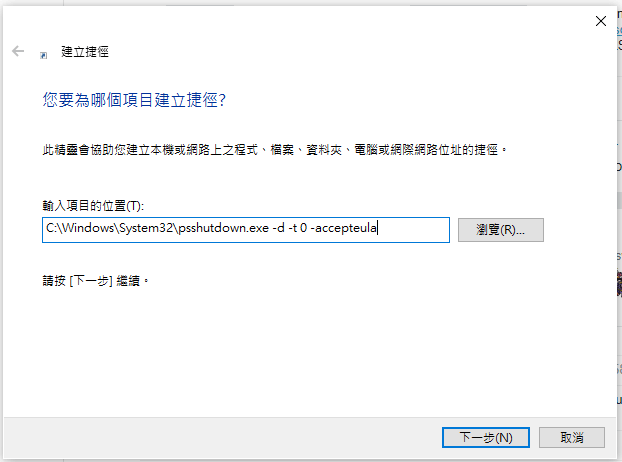 建立捷徑
您要為哪個項目建立捷徑?
此精靈會協助您建立本機或網路上之程式、檔案、資料夾、電腦或網際網路位址的捷徑。
輸入項目的位置(T):
C:\Windows\System32\psshutdown.exe -d -t 0 -accepteula
瀏覽(R)...
請按 [下一步] 繼續。
下一步(N)
取消